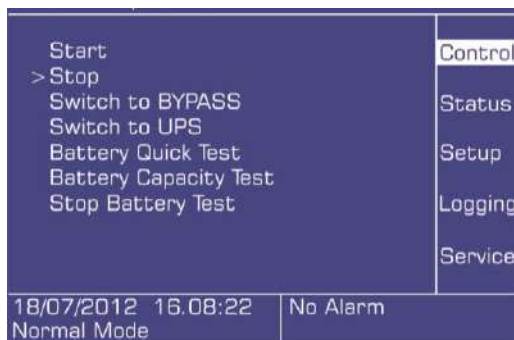 Start
> Stop
Switch to BYPASS
Switch to UPS
Battery Quick Test
Battery Capacity Test
Stop Battery Test
Control
Status
Setup
Logging
Service
18/07/2012 16.08:22
Normal Mode
No Alarm